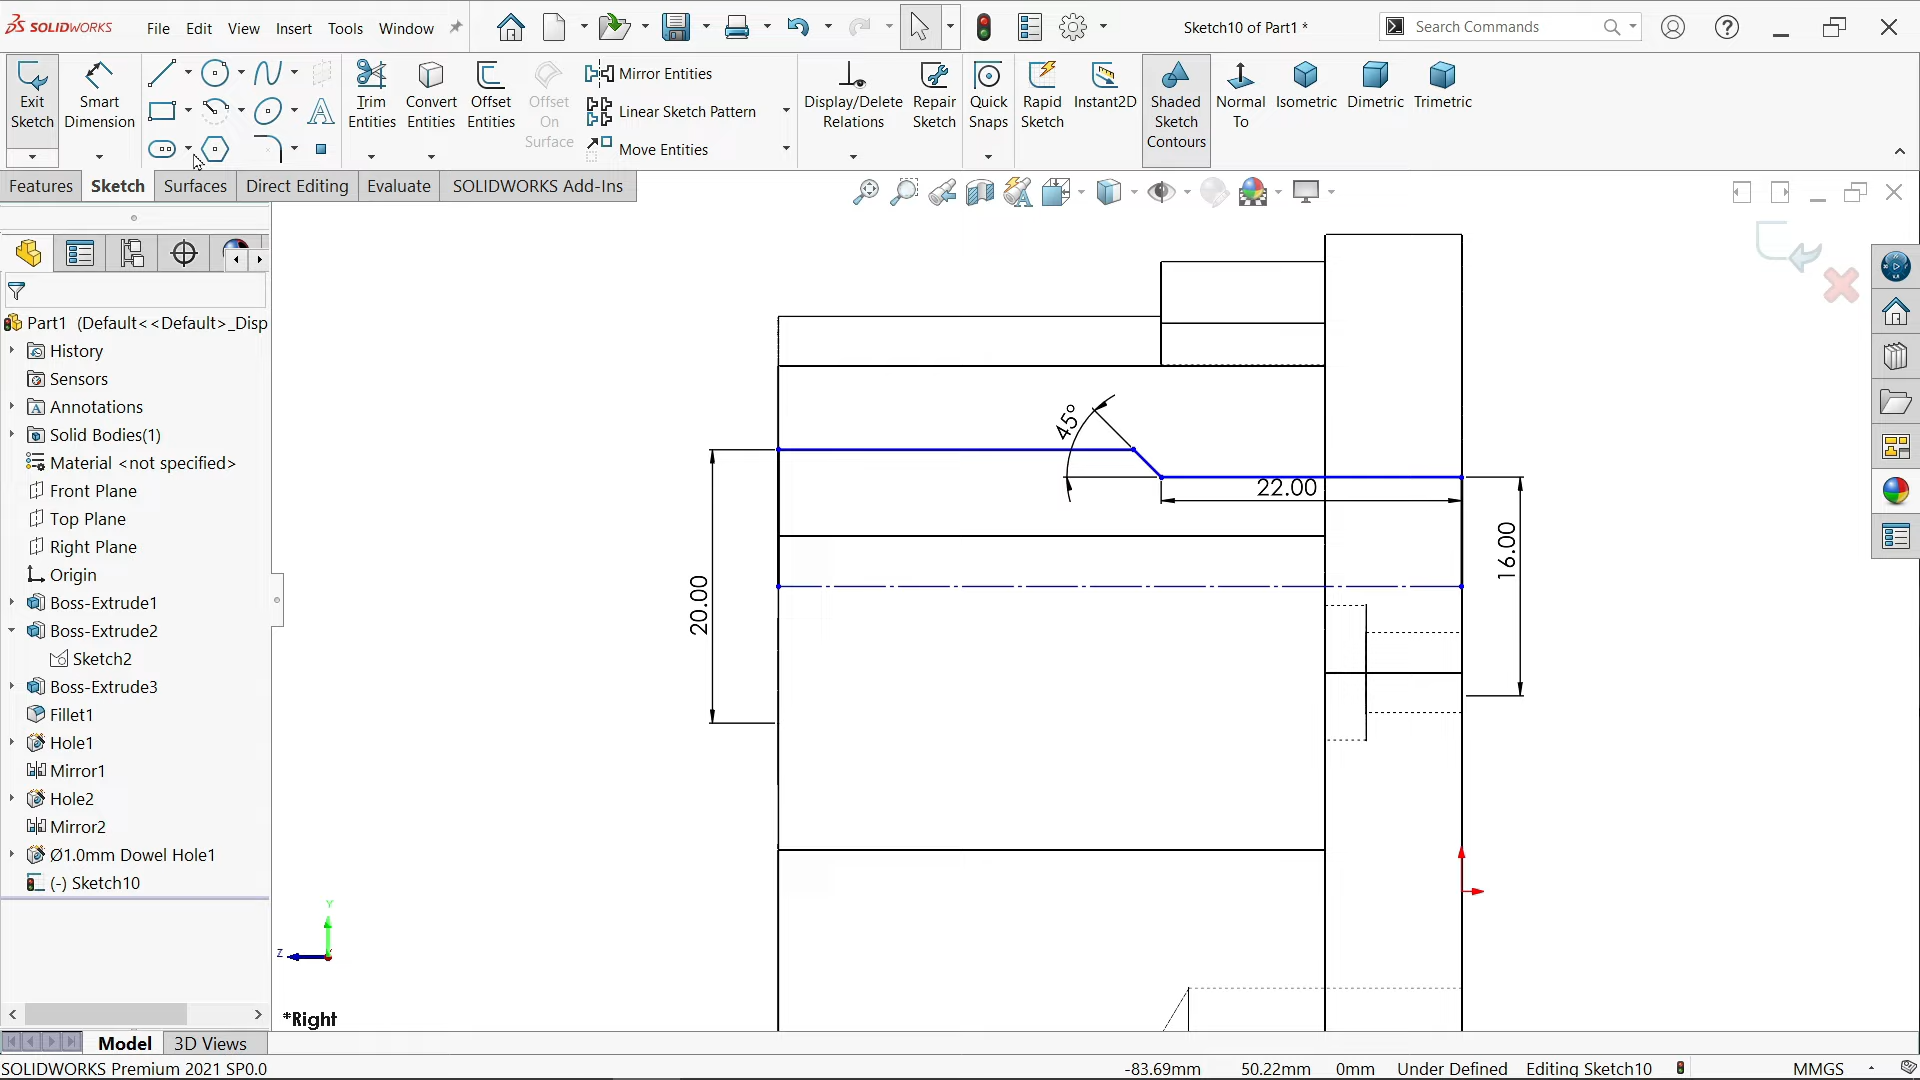 SOLIDWORKS File Edit View Insert Tools Window Sketch10 of Part1 * Search Commands
Exit Sketch
Smart Dimension
Trim Entities
Convert Entities
Offset Entities
Offset On Surface
Mirror Entities
Linear Sketch Pattern
Move Entities
Display/Delete Relations
Repair Sketch
Quick Snaps
Rapid Sketch
Instant2D
Shaded Sketch Contours
Normal To
Isometric
Dimetric
Trimetric
Features Sketch Surfaces Direct Editing Evaluate SOLIDWORKS Add-Ins
Part1 (Default<<Default>_Disp
History
Sensors
Annotations
Solid Bodies(1)
Material <not specified>
Front Plane
Top Plane
Right Plane
Origin
Boss-Extrude1
Boss-Extrude2
Sketch2
Boss-Extrude3
Fillet1
Hole1
Mirror1
Hole2
Mirror2
Ø1.0mm Dowel Hole1
(-) Sketch10
45°
22.00
16.00
20.00
Y
Z
*Right
Model 3D Views
SOLIDWORKS Premium 2021 SP0.0 -83.69mm 50.22mm 0mm Under Defined Editing Sketch10 MMGS